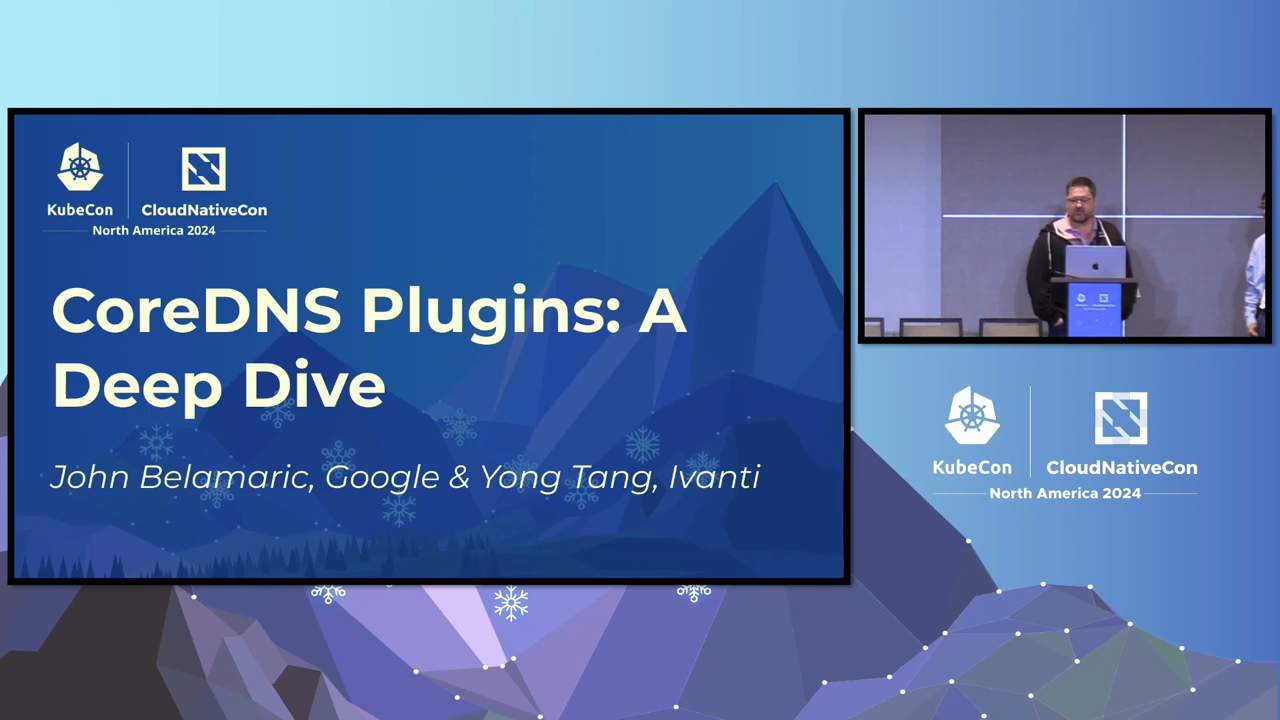 KubeCon
CloudNativeCon
North America 2024
CoreDNS Plugins: A
Deep Dive
John Belamaric, Google & Yong Tang, Ivanti
KubeCon
CloudNativeCon
North America 2024